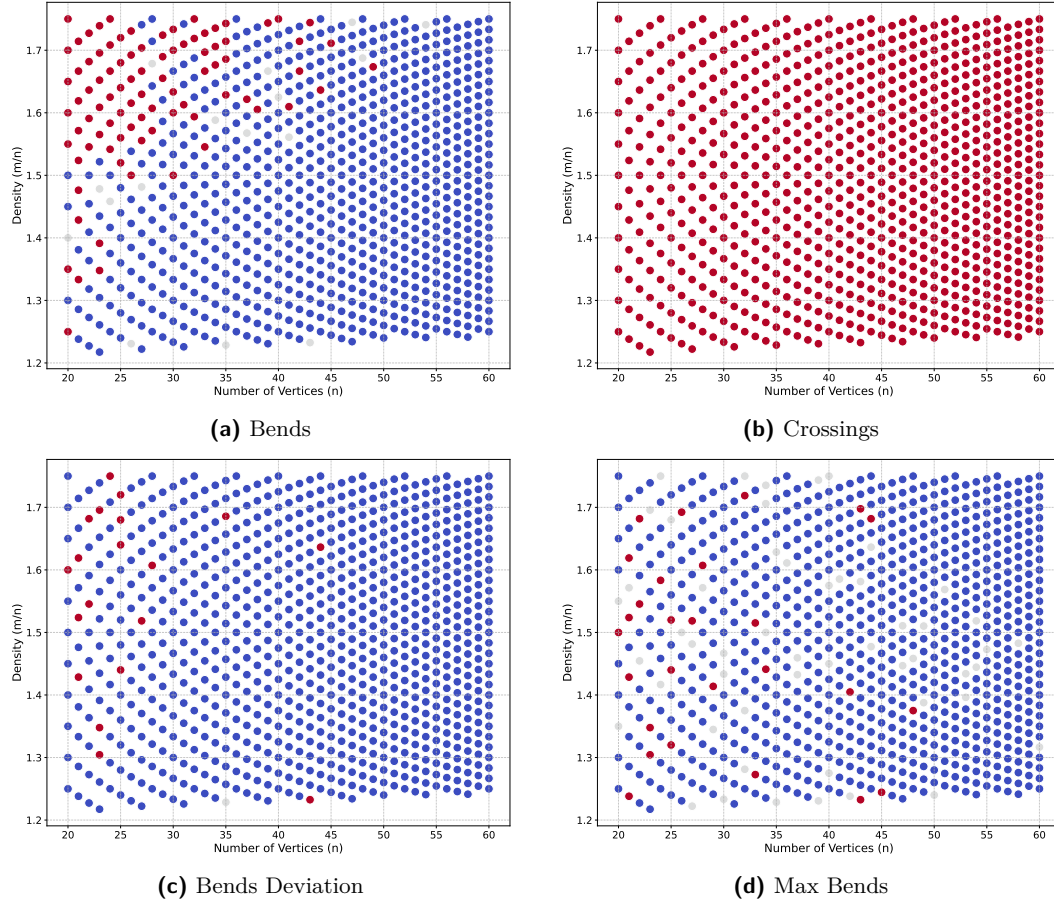 1.7
1.6
1.5
1.4
1.3
1.2
Density (m/n)
20 25 30 35 40 45 50 55 60
Number of Vertices (n)
(a) Bends
1.7
1.6
1.5
1.4
1.3
1.2
Density (m/n)
20 25 30 35 40 45 50 55 60
Number of Vertices (n)
(b) Crossings
1.7
1.6
1.5
1.4
1.3
1.2
Density (m/n)
20 25 30 35 40 45 50 55 60
Number of Vertices (n)
(c) Bends Deviation
1.7
1.6
1.5
1.4
1.3
1.2
Density (m/n)
20 25 30 35 40 45 50 55 60
Number of Vertices (n)
(d) Max Bends